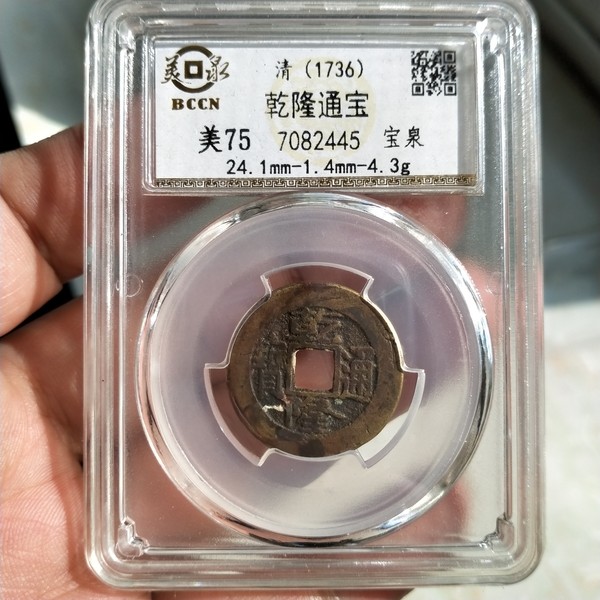 美泉
BCCN
清（1736）
乾隆通宝
美75 7082445 宝泉
24.1mm-1.4mm-4.3g
乾隆通寶